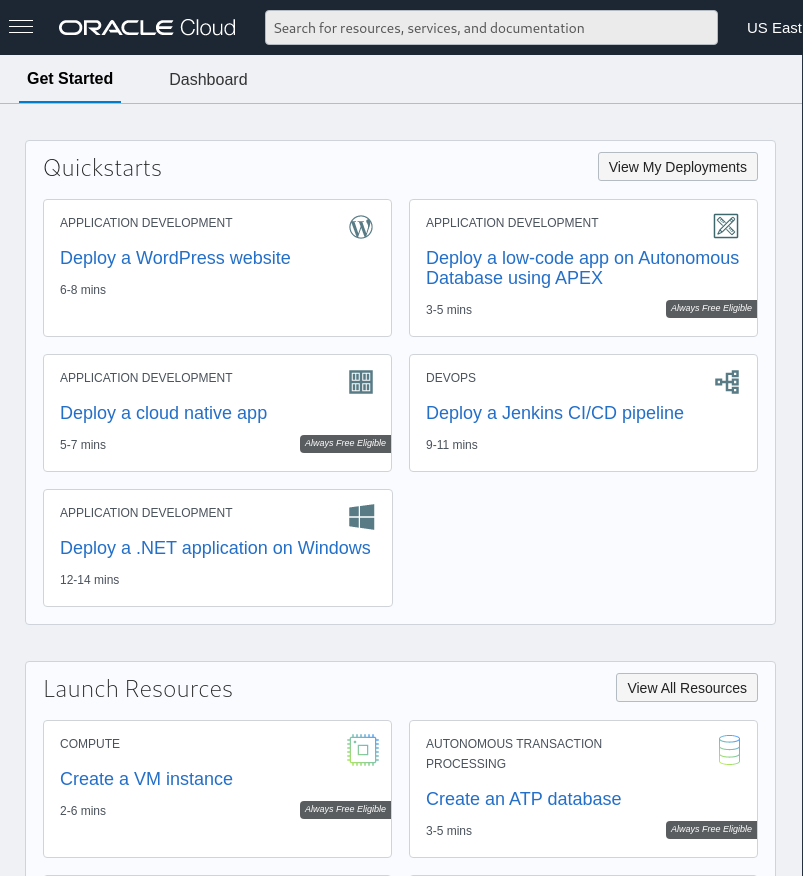 ORACLE Cloud
Search for resources, services, and documentation
US East
Get Started
Dashboard
Quickstarts
View My Deployments
APPLICATION DEVELOPMENT
Deploy a WordPress website
6-8 mins
APPLICATION DEVELOPMENT
Deploy a low-code app on Autonomous
Database using APEX
3-5 mins
Always Free Eligible
APPLICATION DEVELOPMENT
Deploy a cloud native app
5-7 mins
Always Free Eligible
DEVOPS
Deploy a Jenkins CI/CD pipeline
9-11 mins
APPLICATION DEVELOPMENT
Deploy a .NET application on Windows
12-14 mins
Launch Resources
View All Resources
COMPUTE
Create a VM instance
2-6 mins
Always Free Eligible
AUTONOMOUS TRANSACTION
PROCESSING
Create an ATP database
3-5 mins
Always Free Eligible